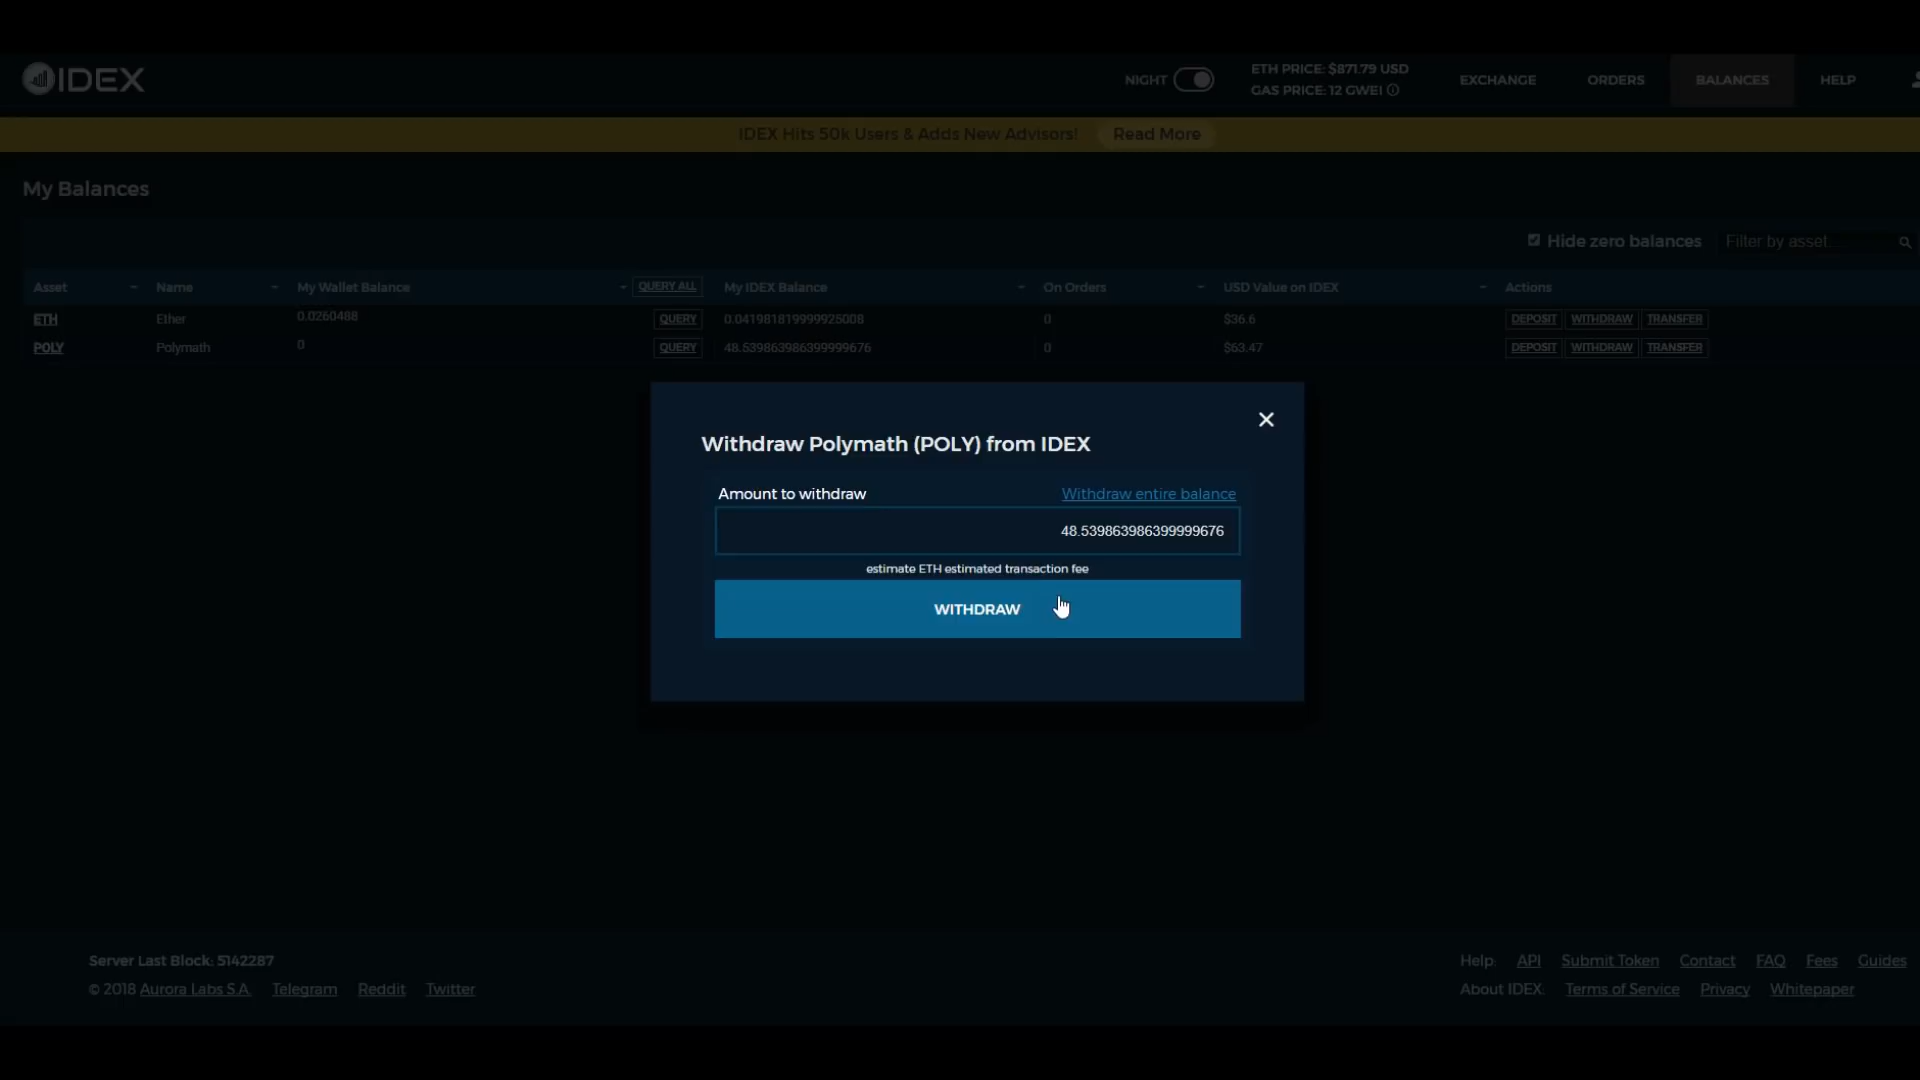 IDEX
NIGHT
ETH PRICE: $871.79 USD
GAS PRICE: 12 GWEI
EXCHANGE
ORDERS
BALANCES
HELP
IDEX Hits 50k Users & Adds New Advisors! Read More
My Balances
Hide zero balances Filter by asset...
Asset Name My Wallet Balance QUERY ALL My IDEX Balance On Orders USD Value on IDEX Actions
ETH Ether 0.0260488 QUERY 0.041981819999925008 0 $36.6 DEPOSIT WITHDRAW TRANSFER
POLY Polymath 0 QUERY 48.539863986399999676 0 $63.47 DEPOSIT WITHDRAW TRANSFER
Withdraw Polymath (POLY) from IDEX
Amount to withdraw Withdraw entire balance
48.539863986399999676
estimate ETH estimated transaction fee
WITHDRAW
Server Last Block: 5142287
© 2018 Aurora Labs S.A. Telegram Reddit Twitter
Help: API Submit Token Contact FAQ Fees Guides
About IDEX: Terms of Service Privacy Whitepaper